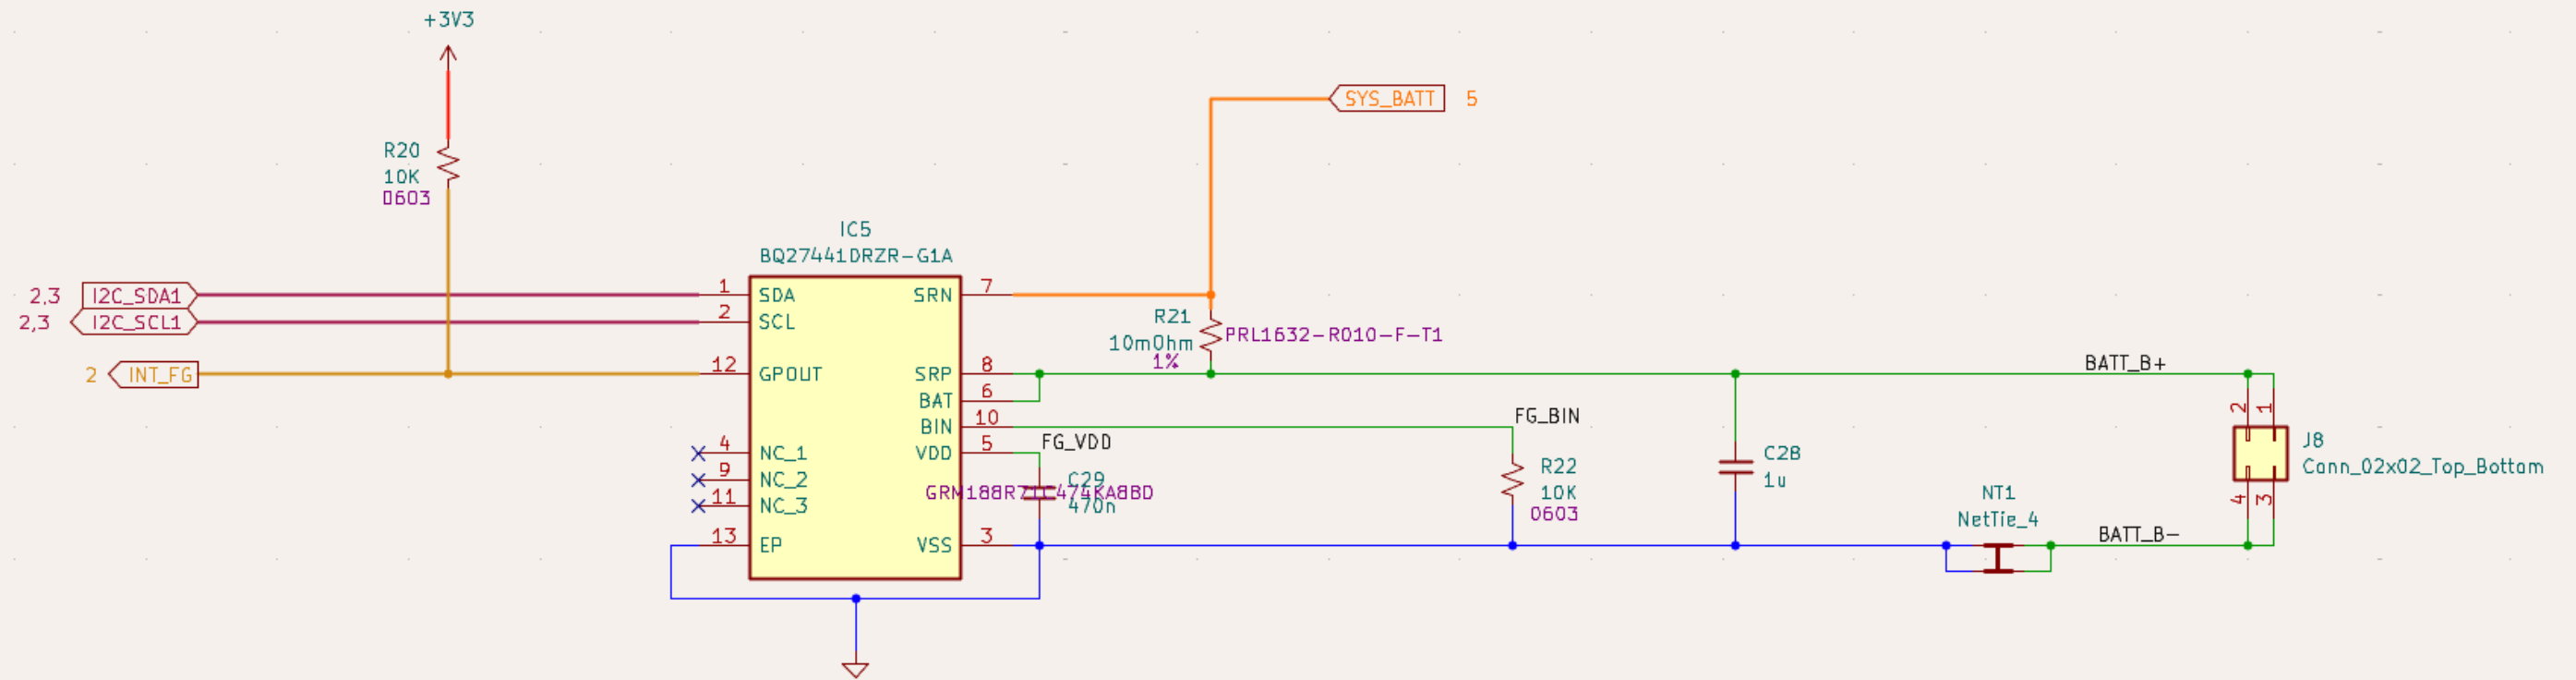 +3V3
SYS_BATT 5
R20
10K
0603
IC5
BQ27441DRZR-G1A
2,3 I2C_SDA1
2,3 I2C_SCL1
2 INT_FG
1 SDA
2 SCL
12 GPOUT
4 NC_1
9 NC_2
11 NC_3
13 EP
SRN 7
SRP 8
BAT 6
BIN 10
VDD 5
VSS 3
R21
10mOhm
PRL1632-R010-F-T1
1%
FG_VDD
C29
GRM188R71C474KA88D
470n
FG_BIN
R22
10K
0603
C28
1u
BATT_B+
2 1
J8
Conn_02x02_Top_Bottom
4 3
NT1
NetTie_4
BATT_B-